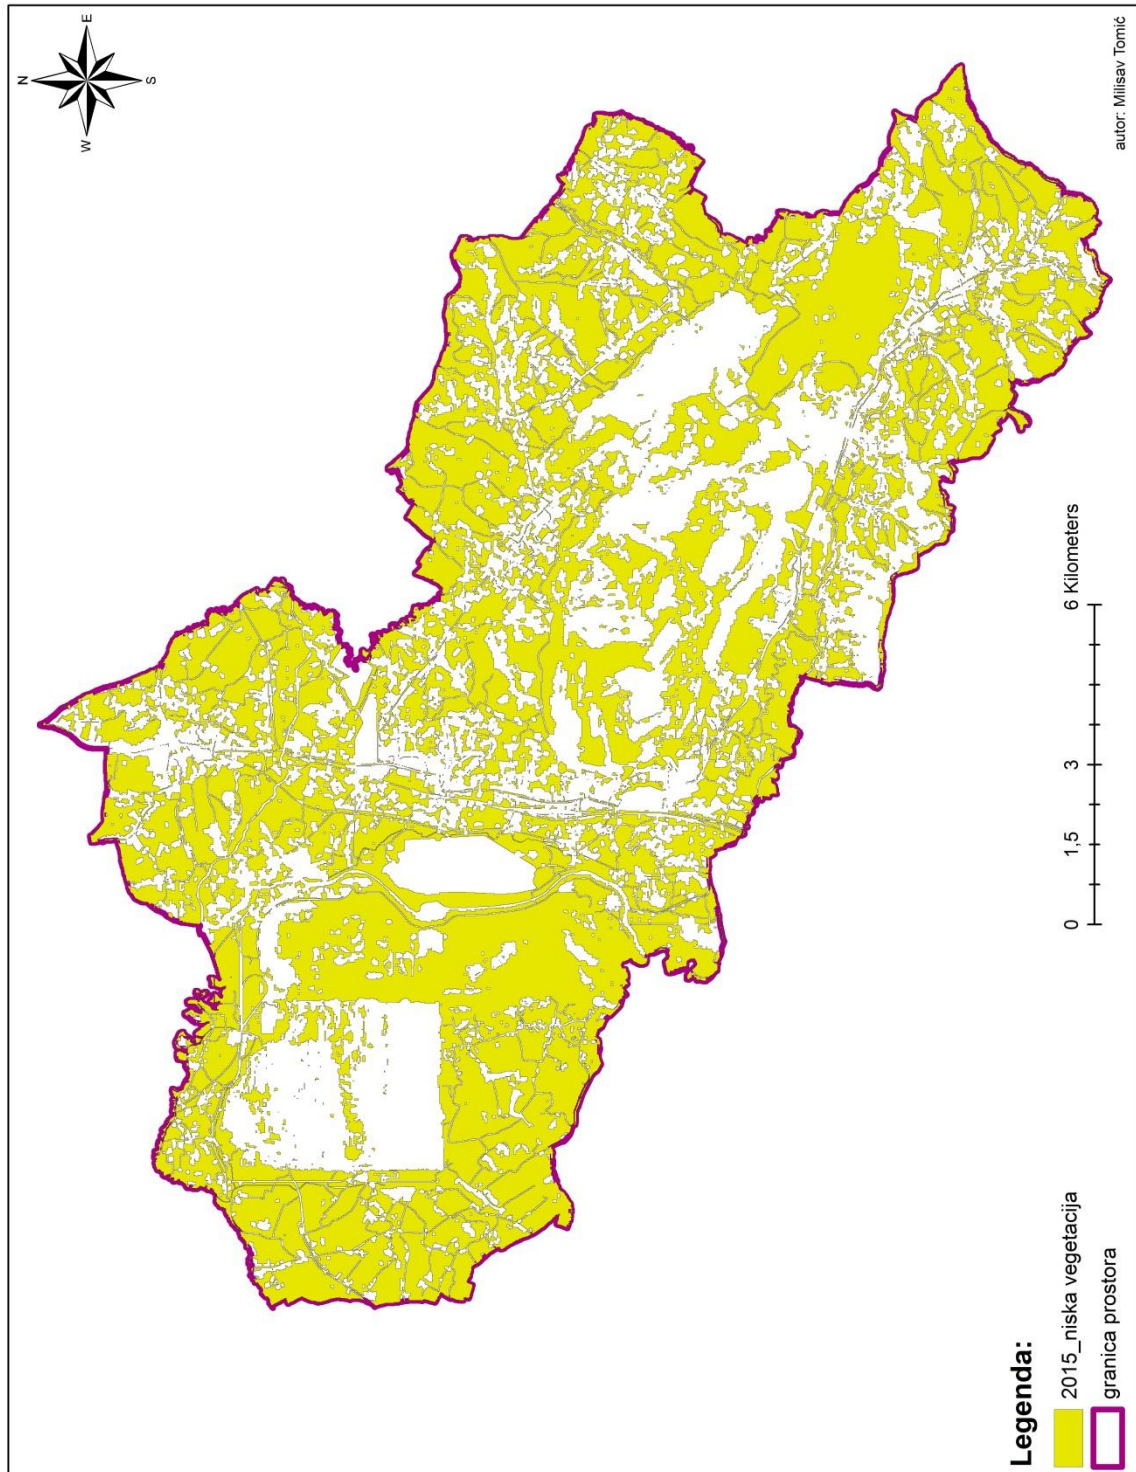 N
E
W
S
autor: Milisav Tomić
6 Kilometers
3
1,5
0
Legenda:
2015_niska vegetacija
granica prostora